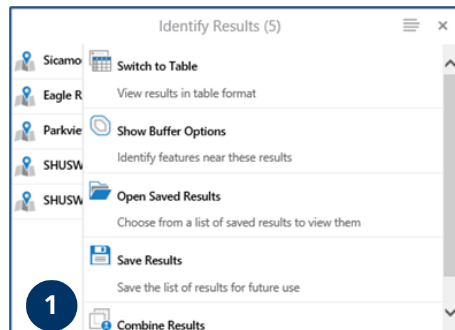 Identify Results (5)
Sicamo
Switch to Table
View results in table format
Eagle R
Show Buffer Options
Parkvie
Identify features near these results
SHUSW
Open Saved Results
SHUSW
Choose from a list of saved results to view them
Save Results
Save the list of results for future use
1
Combine Results